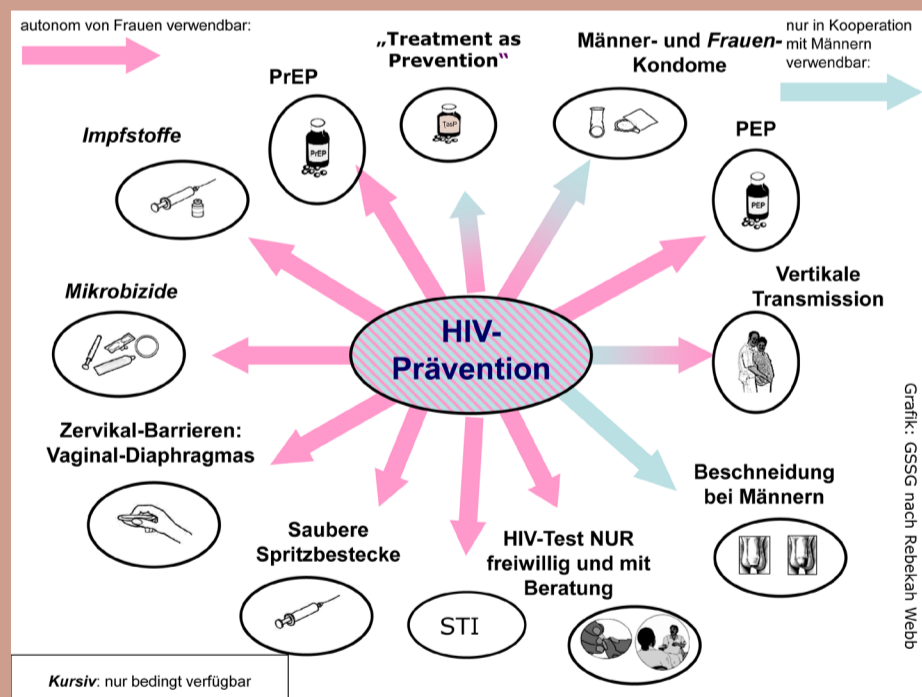 autonom von Frauen verwendbar:
nur in Kooperation
mit Männern
verwendbar:
„Treatment as
Prevention“
Männer- und Frauen-
Kondome
PrEP
TasP
PEP
Impfstoffe
PrEP
PEP
Vertikale
Transmission
Mikrobizide
HIV-
Prävention
Zervikal-Barrieren:
Vaginal-Diaphragmas
Beschneidung
bei Männern
Saubere
Spritzbestecke
HIV-Test NUR
freiwillig und mit
Beratung
STI
Kursiv: nur bedingt verfügbar
Grafik: GSSG nach Rebekah Webb